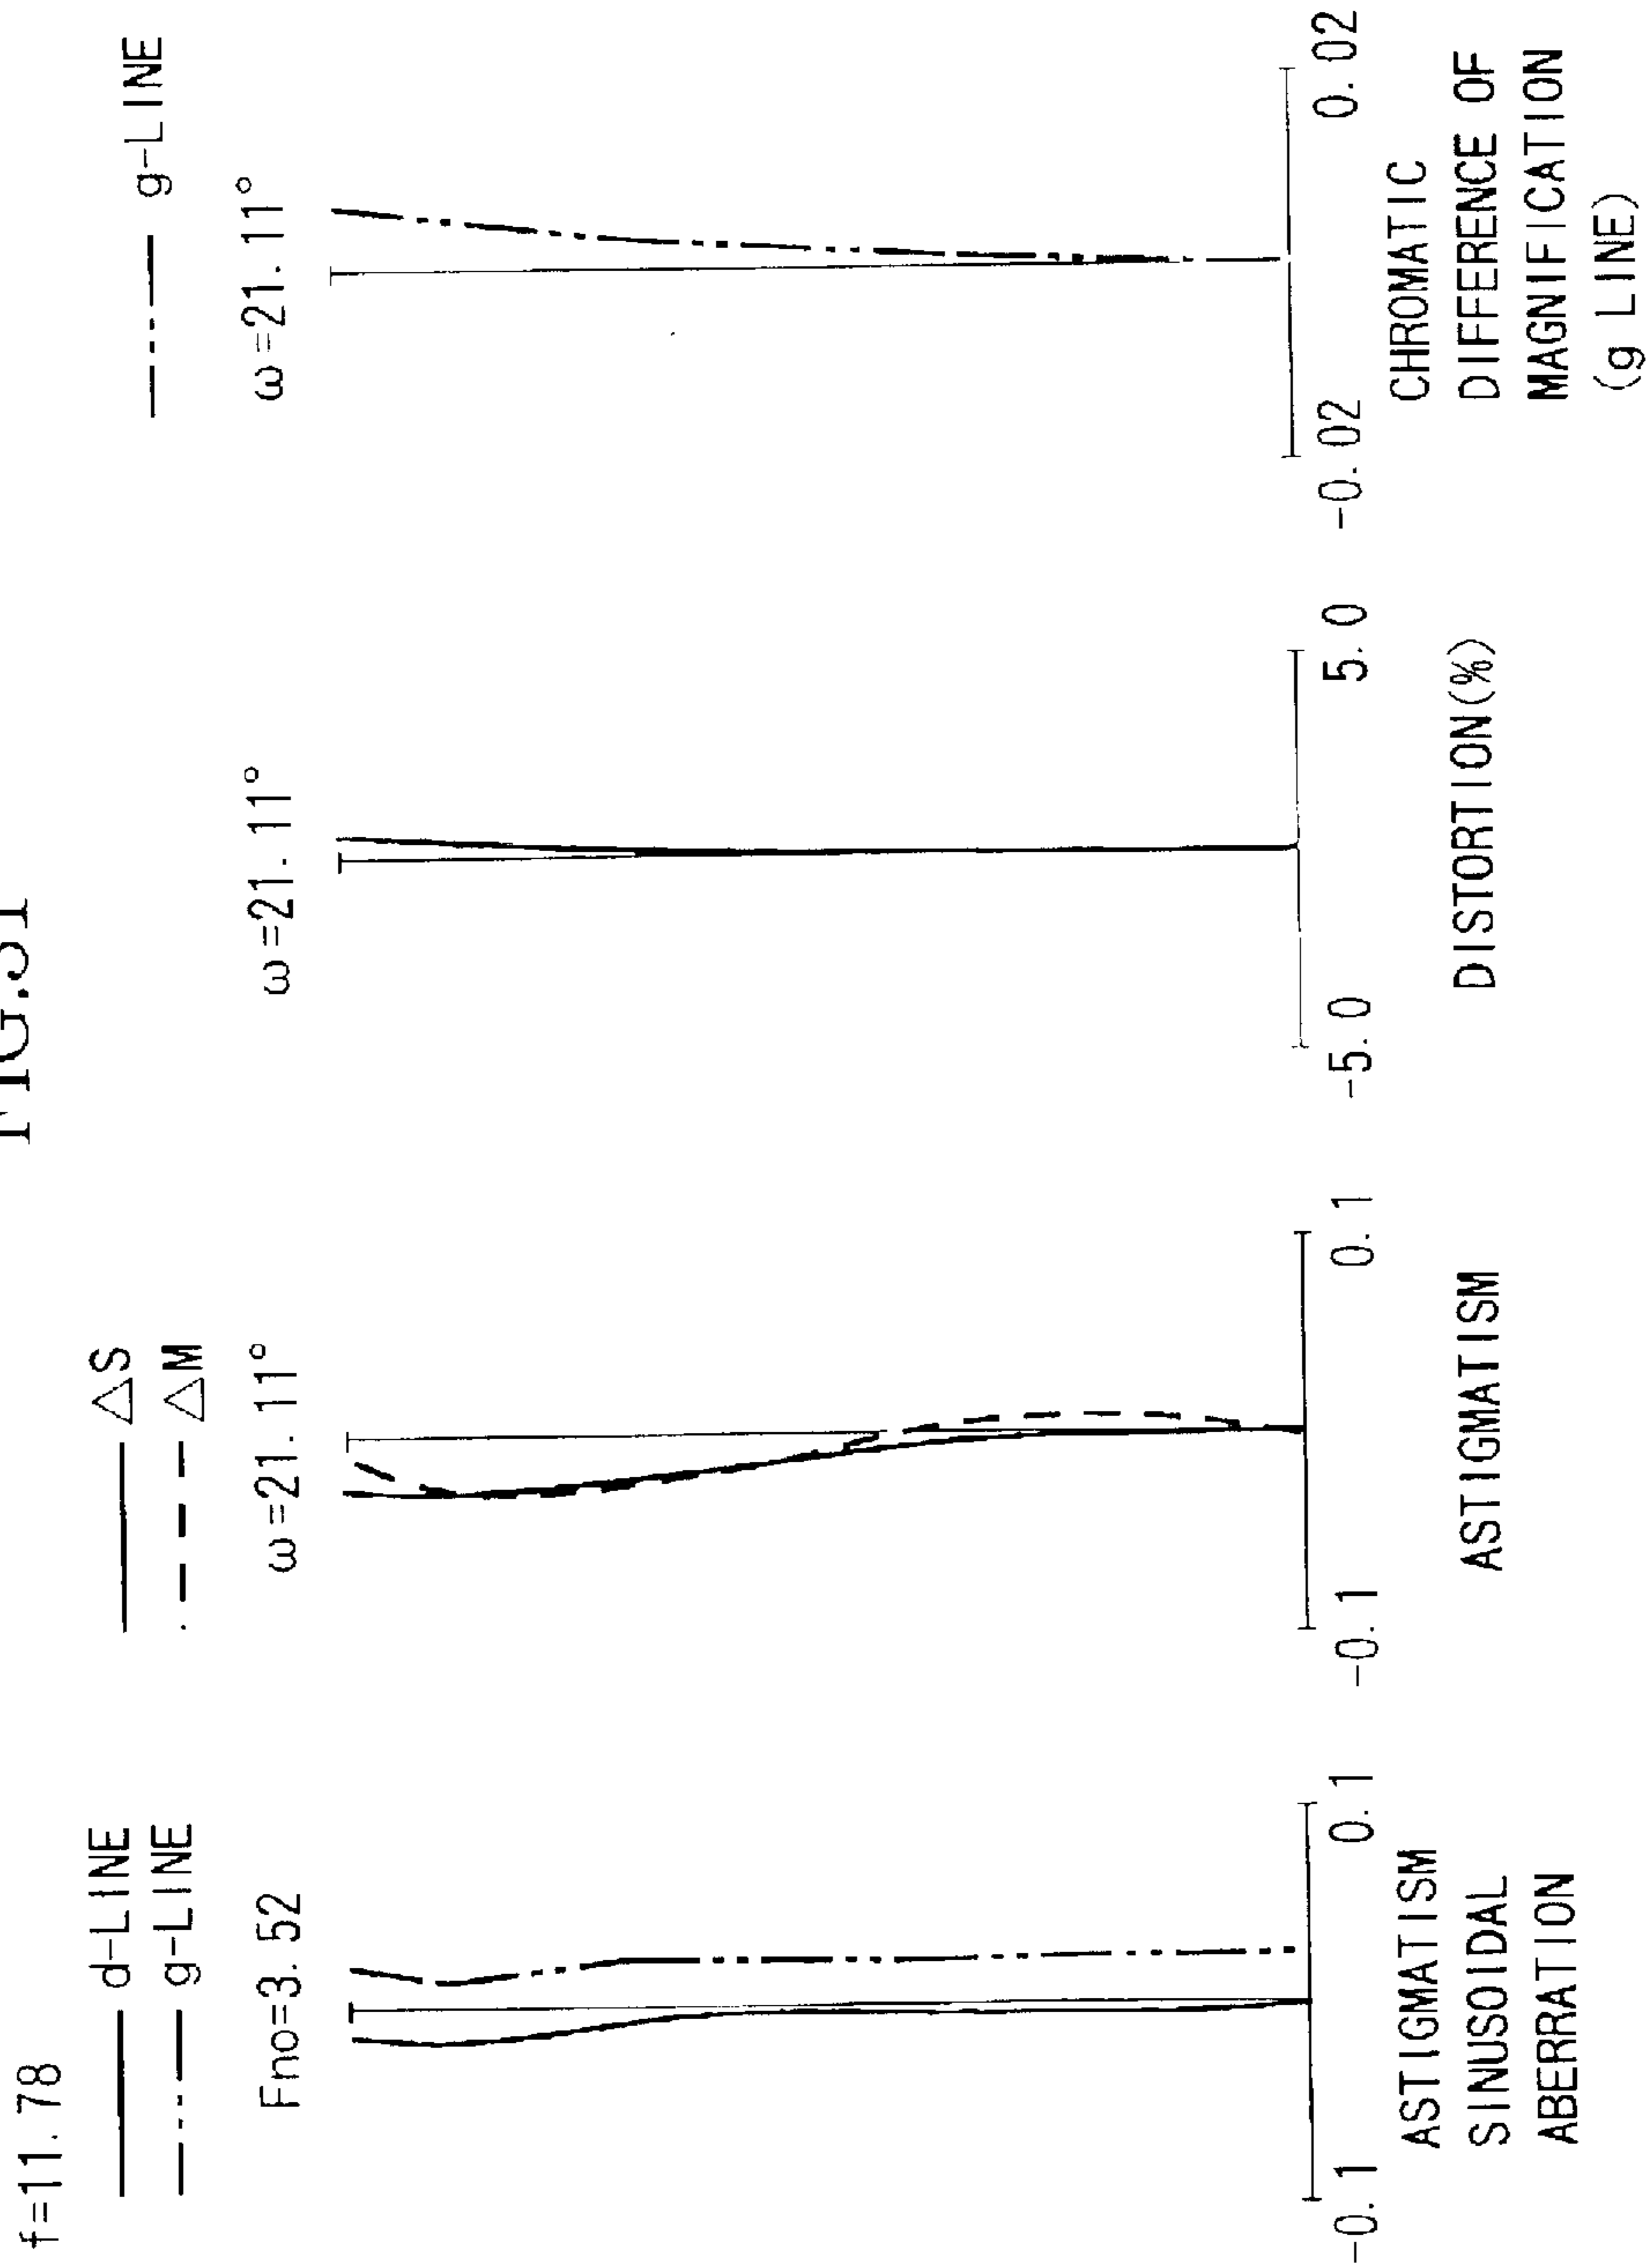 f=11.78
d-LINE
g-LINE
Fno=3.52
-0.1
0.1
ASTIGMATISM
SINUSOIDAL
ABERRATION
△S
△M
ω=21.11°
-0.1
0.1
ASTIGMATISM
ω=21.11°
-5.0
5.0
DISTORTION(%)
g-LINE
ω=21.11°
-0.02
0.02
CHROMATIC
DIFFERENCE OF
MAGNIFICATION
(g LINE)